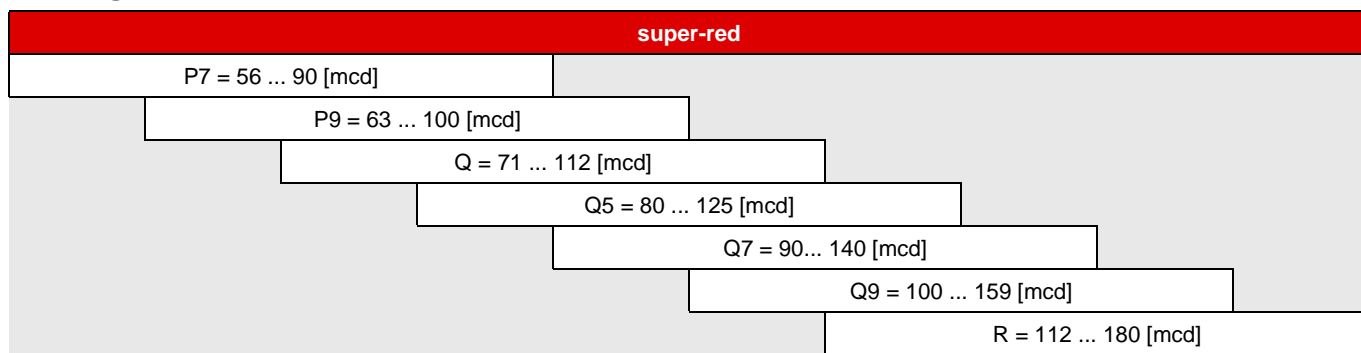 super-red
P7 = 56 ... 90 [mcd]
P9 = 63 ... 100 [mcd]
Q = 71 ... 112 [mcd]
Q5 = 80 ... 125 [mcd]
Q7 = 90... 140 [mcd]
Q9 = 100 ... 159 [mcd]
R = 112 ... 180 [mcd]